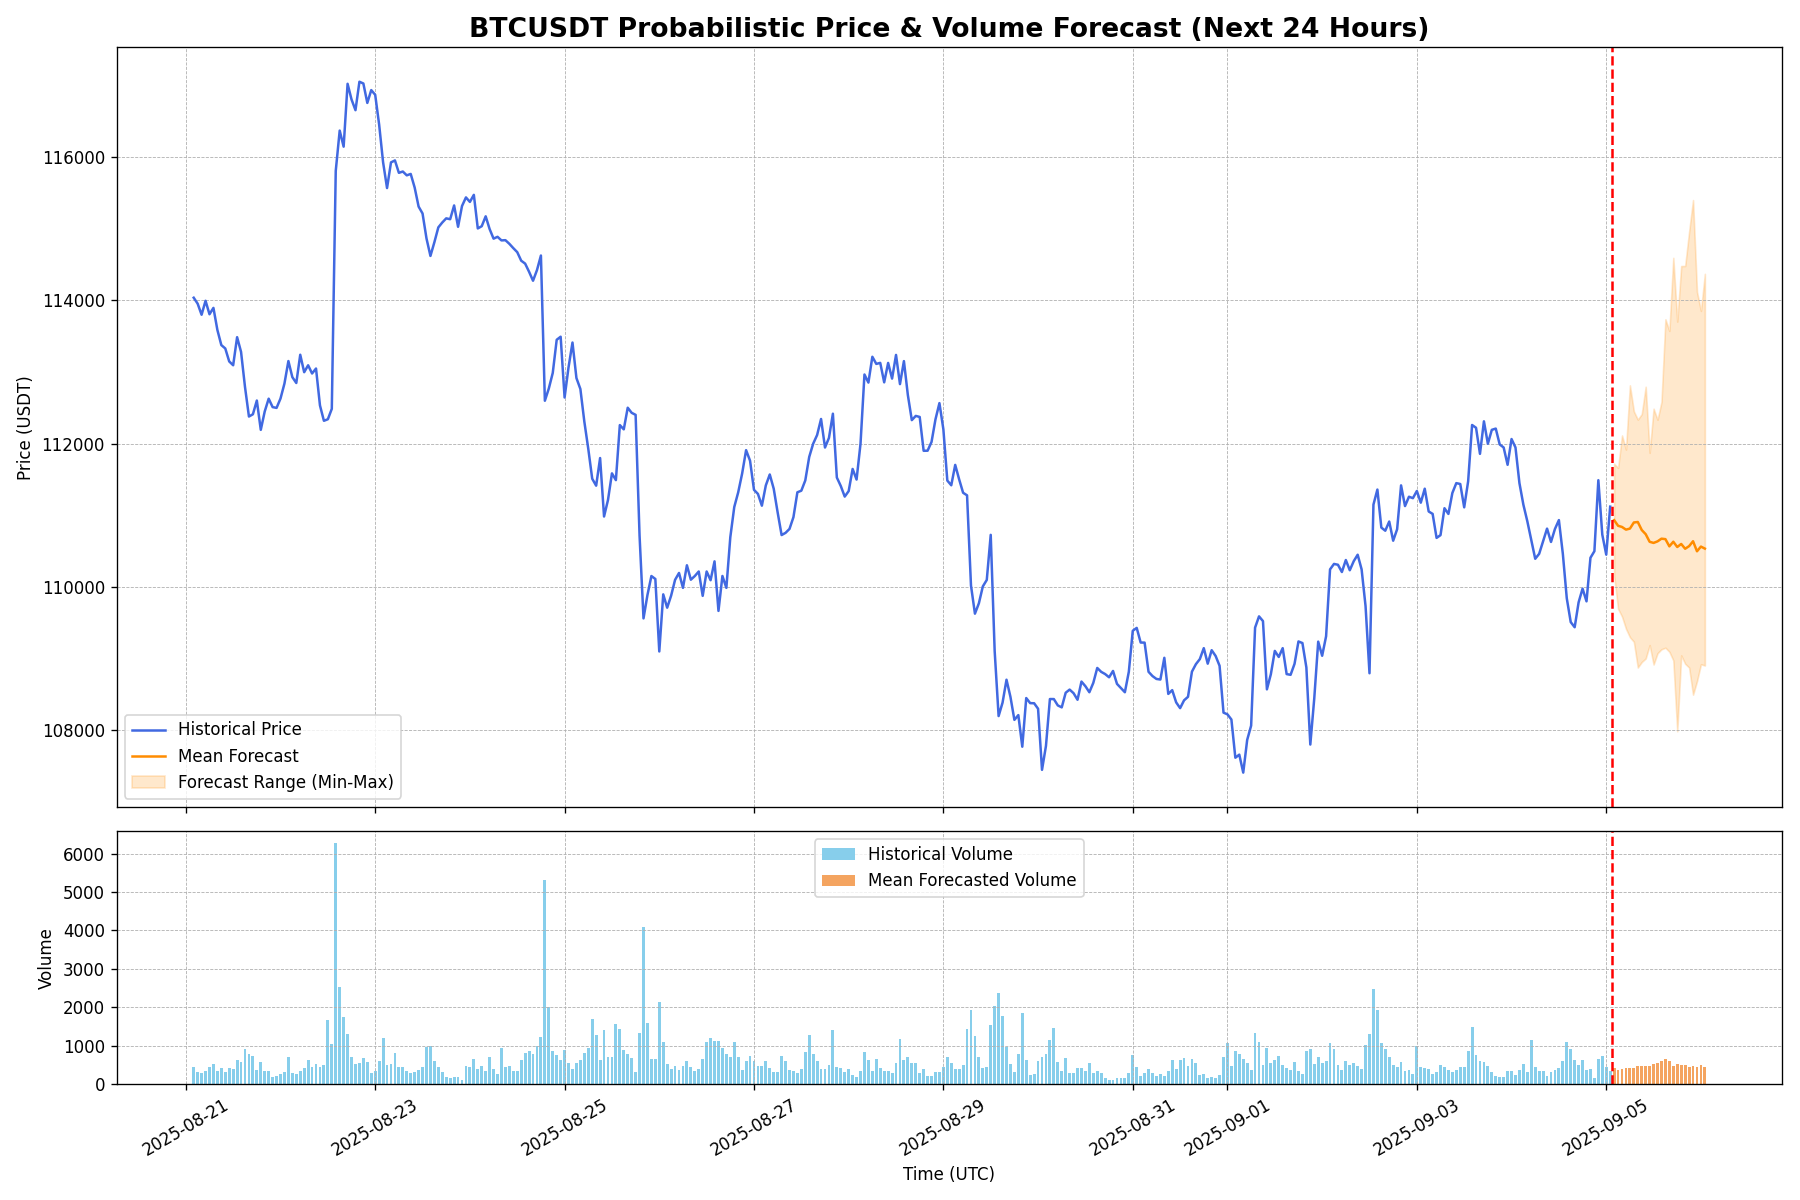 BTCUSDT Probabilistic Price & Volume Forecast (Next 24 Hours)
116000
114000
112000
110000
108000
Price (USDT)
Historical Price
Mean Forecast
Forecast Range (Min-Max)
6000
5000
4000
3000
2000
1000
0
Volume
Historical Volume
Mean Forecasted Volume
2025-08-21
2025-08-23
2025-08-25
2025-08-27
2025-08-29
2025-08-31
2025-09-01
2025-09-03
2025-09-05
Time (UTC)